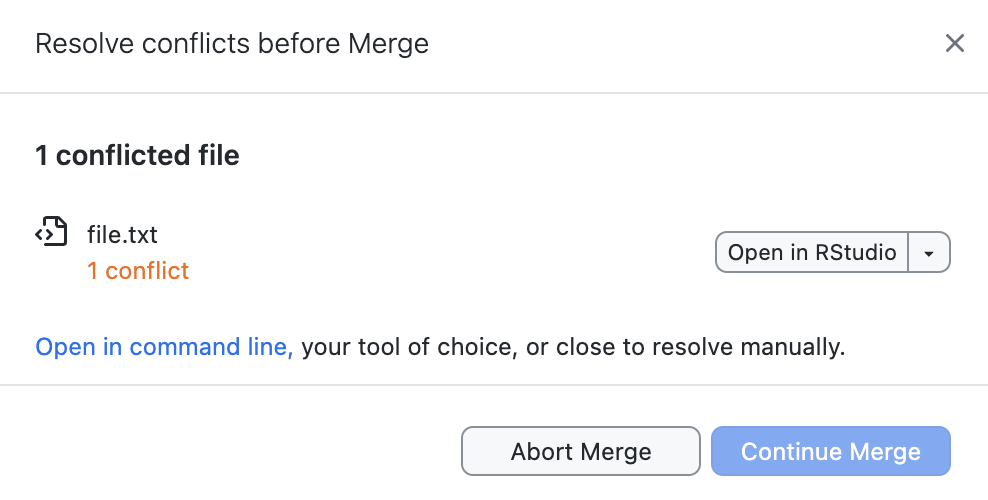 Resolve conflicts before Merge
1 conflicted file
file.txt
1 conflict
Open in RStudio
Open in command line, your tool of choice, or close to resolve manually.
Abort Merge
Continue Merge